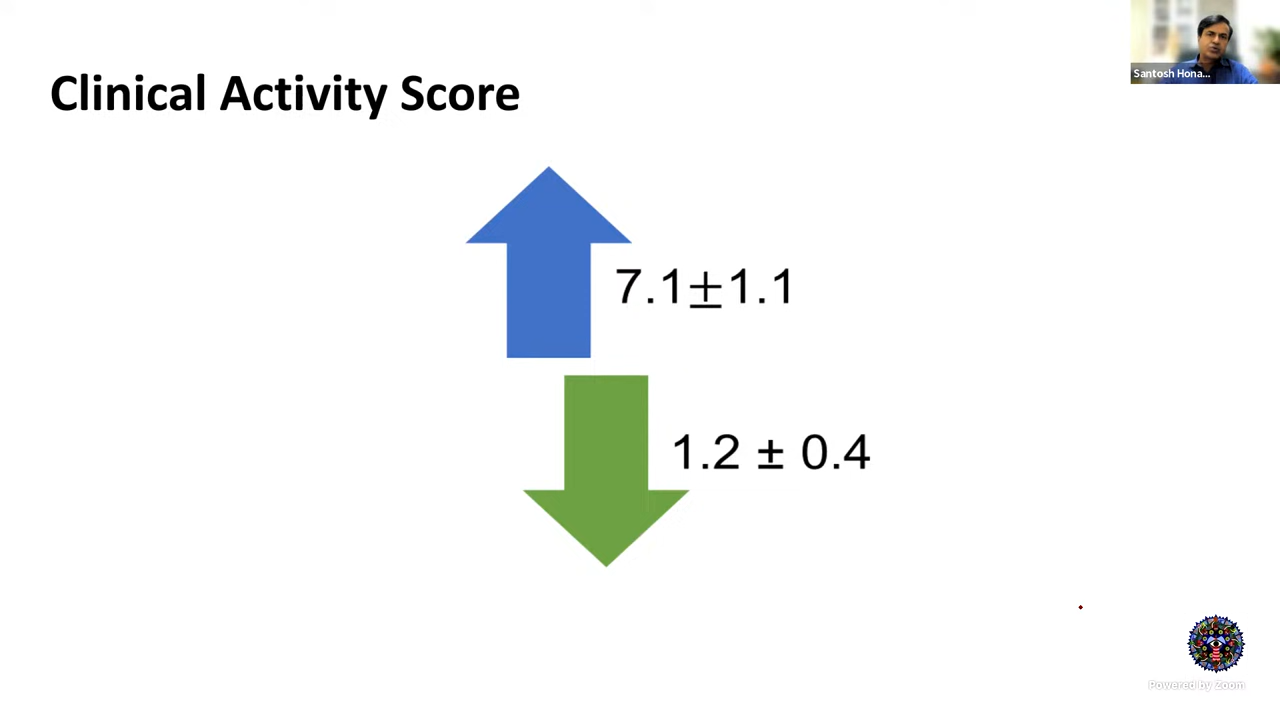 Santosh Hona...
Clinical Activity Score
7.1±1.1
1.2 ± 0.4
Powered by Zoom